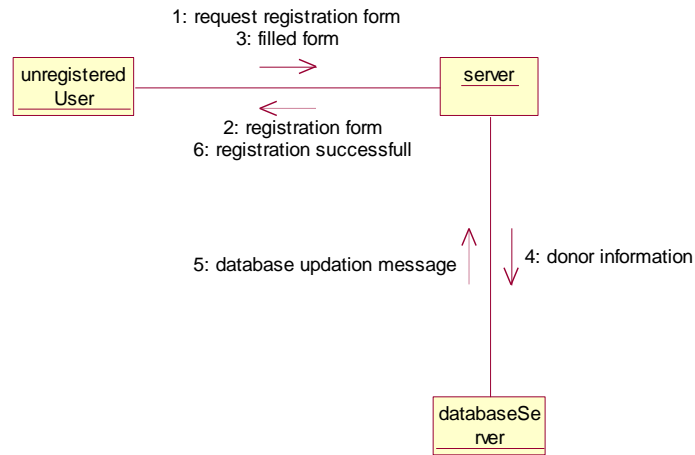 1: request registration form
3: filled form
unregistered
User
server
2: registration form
6: registration successfull
5: database updation message
4: donor information
databaseSe
rver